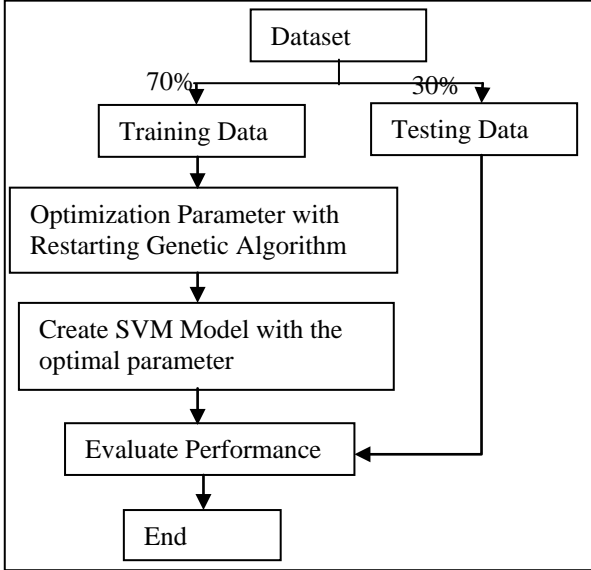 Dataset
70%
30%
Training Data
Testing Data
Optimization Parameter with
Restarting Genetic Algorithm
Create SVM Model with the
optimal parameter
Evaluate Performance
End